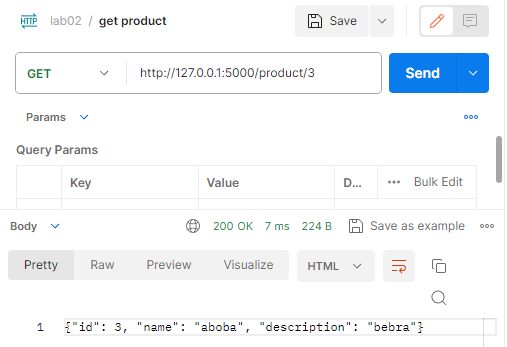 HTTP lab02 / get product Save
GET http://127.0.0.1:5000/product/3 Send
Params
Query Params
Key Value D... Bulk Edit
Body 200 OK 7 ms 224 B Save as example
Pretty Raw Preview Visualize HTML
1 {"id": 3, "name": "aboba", "description": "bebra"}